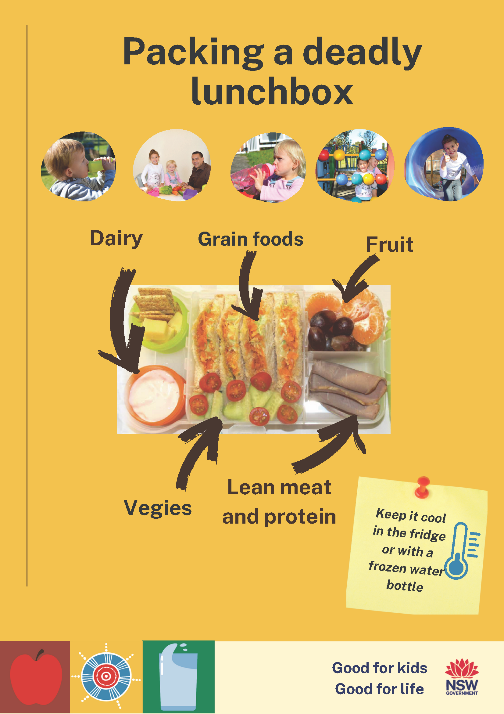 Packing a deadly
lunchbox
Dairy
Grain foods
Fruit
Vegies
Lean meat
and protein
Keep it cool
in the fridge
or with a
frozen water
bottle
Good for kids
Good for life
NSW
GOVERNMENT